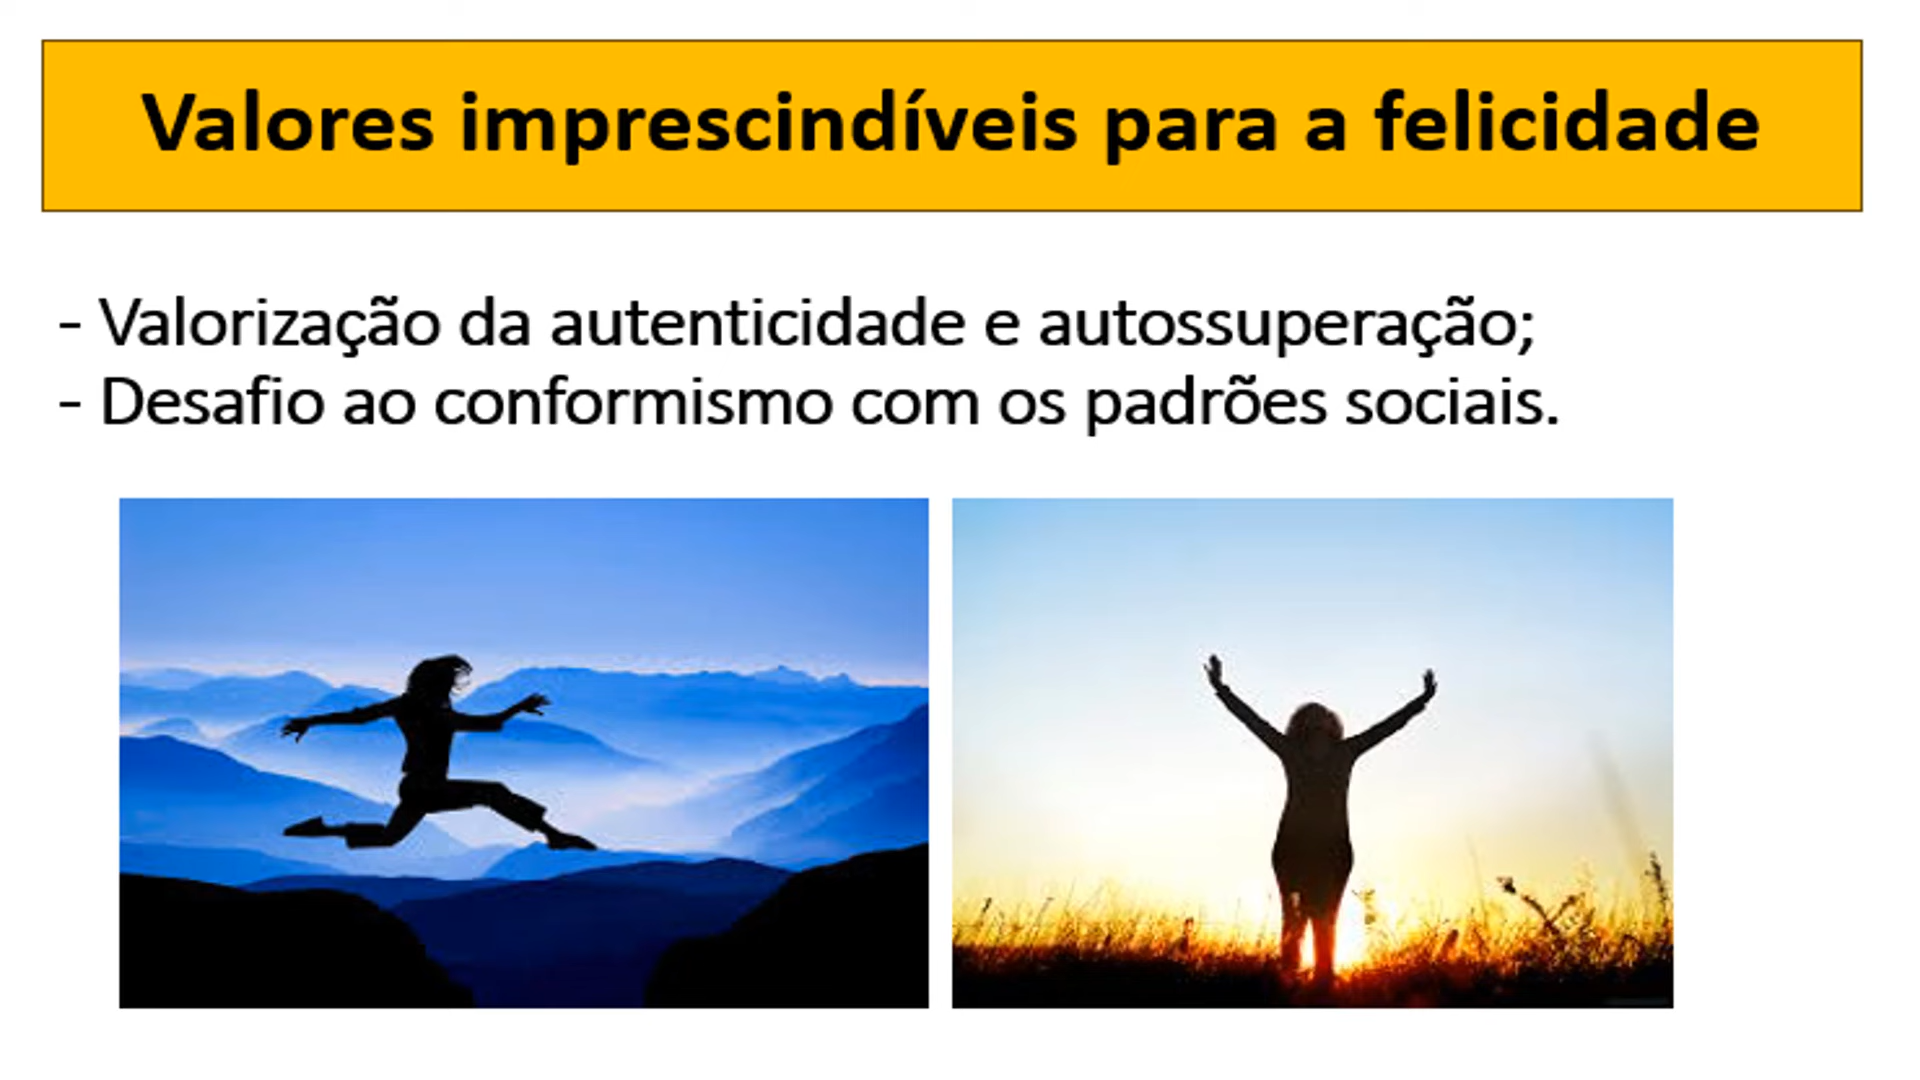 Valores imprescindíveis para a felicidade
- Valorização da autenticidade e autossuperação;
- Desafio ao conformismo com os padrões sociais.